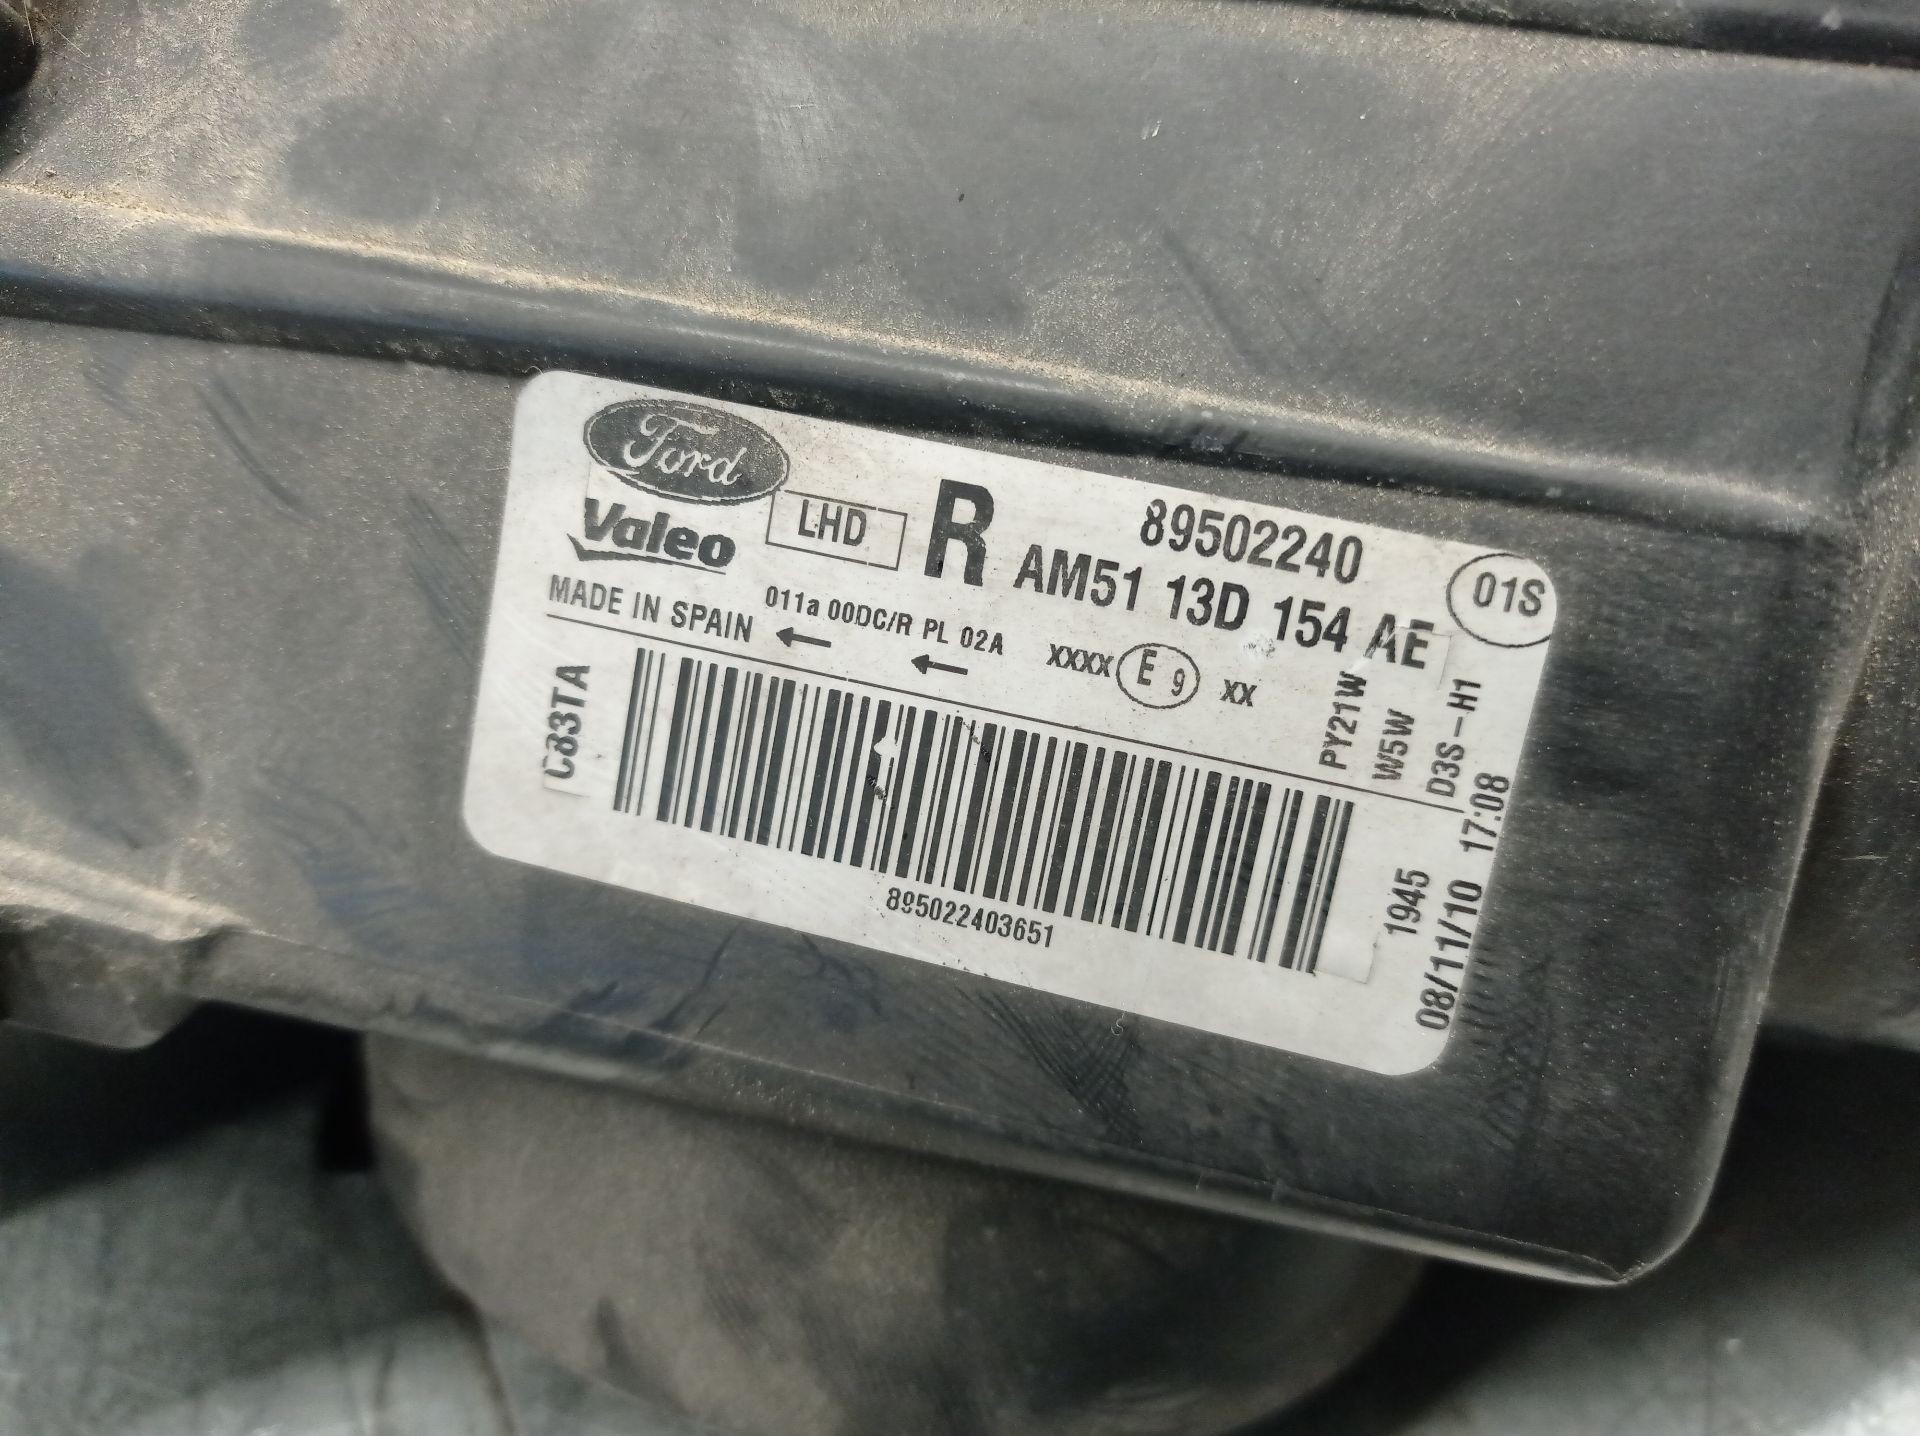 Ford
Valeo
LHD
R
89502240
AM51 13D 154 AE
01S
MADE IN SPAIN
011a 00DC/R PL 02A
XXXX E 9 XX
C83TA
PY21W
W5W
D3S-H1
895022403651
1945
08/11/10 17:08